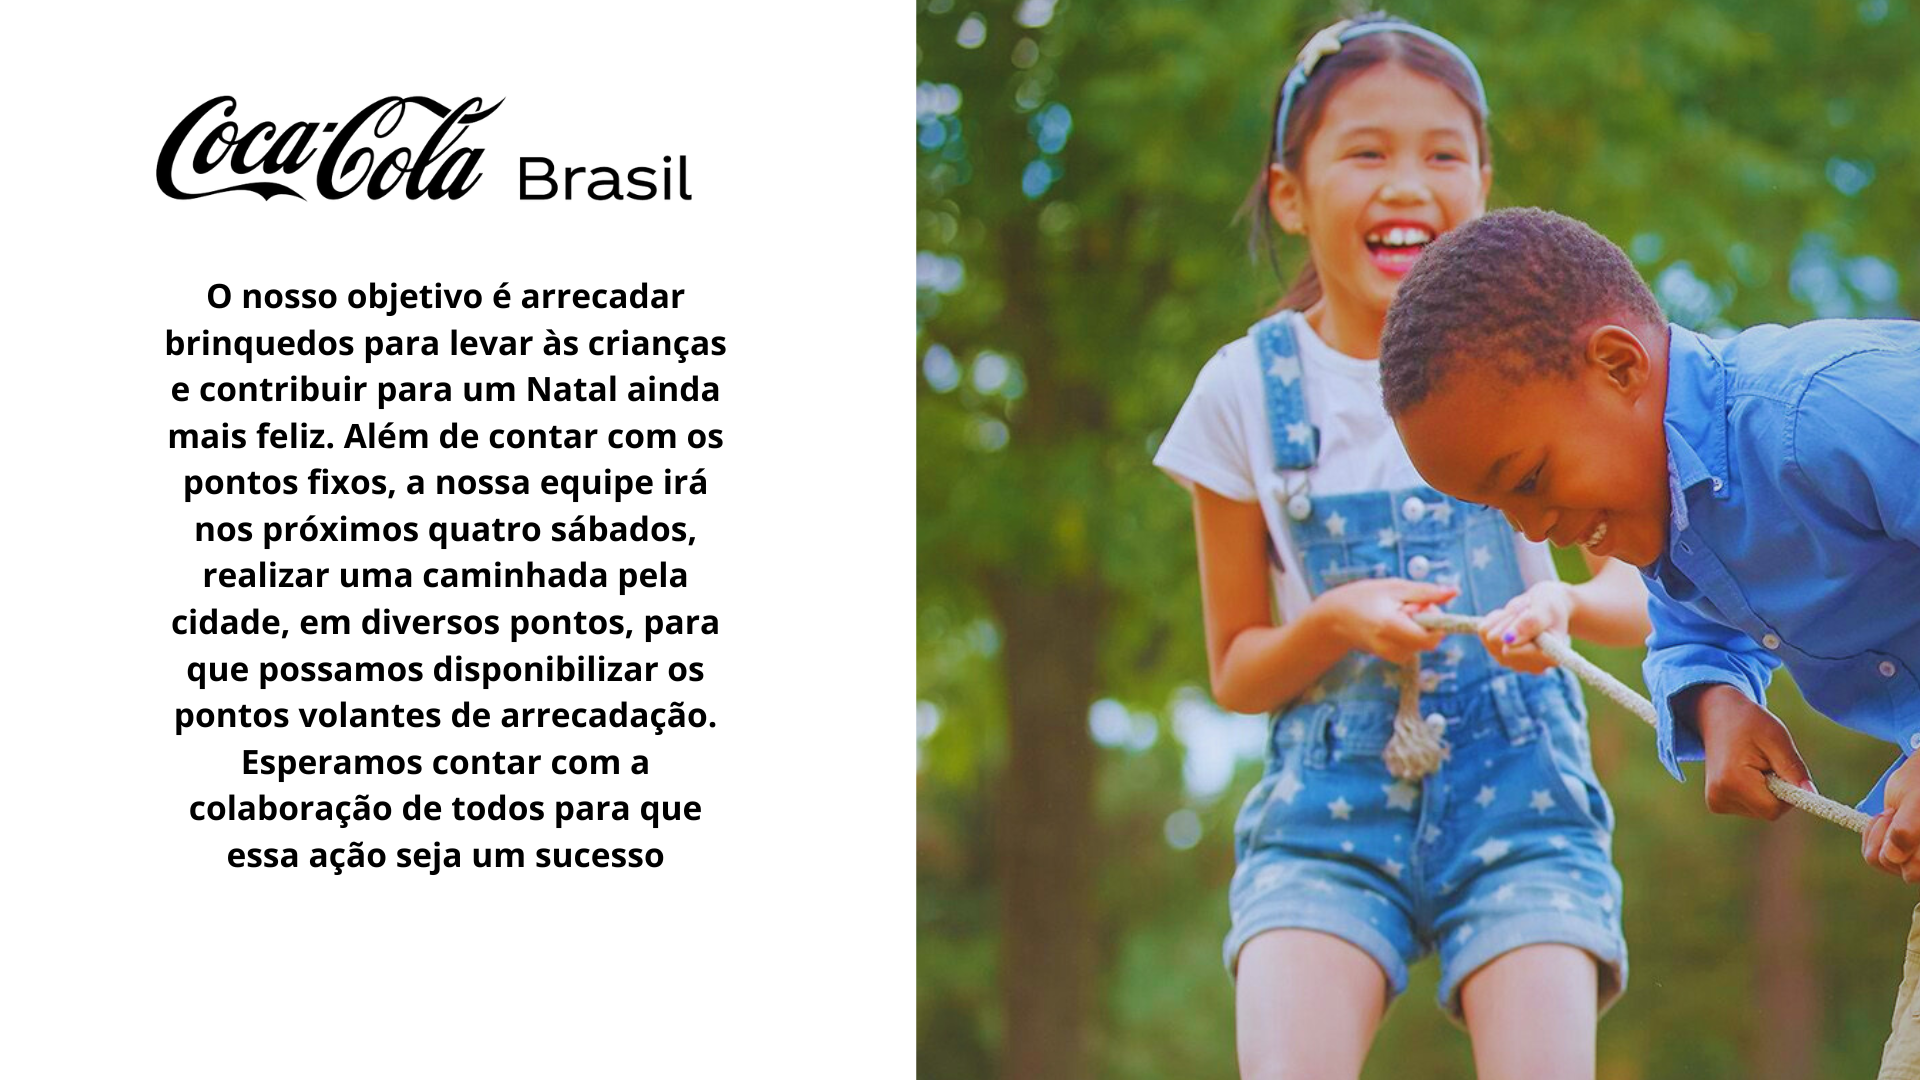 Coca-Cola Brasil
O nosso objetivo é arrecadar
brinquedos para levar às crianças
e contribuir para um Natal ainda
mais feliz. Além de contar com os
pontos fixos, a nossa equipe irá
nos próximos quatro sábados,
realizar uma caminhada pela
cidade, em diversos pontos, para
que possamos disponibilizar os
pontos volantes de arrecadação.
Esperamos contar com a
colaboração de todos para que
essa ação seja um sucesso